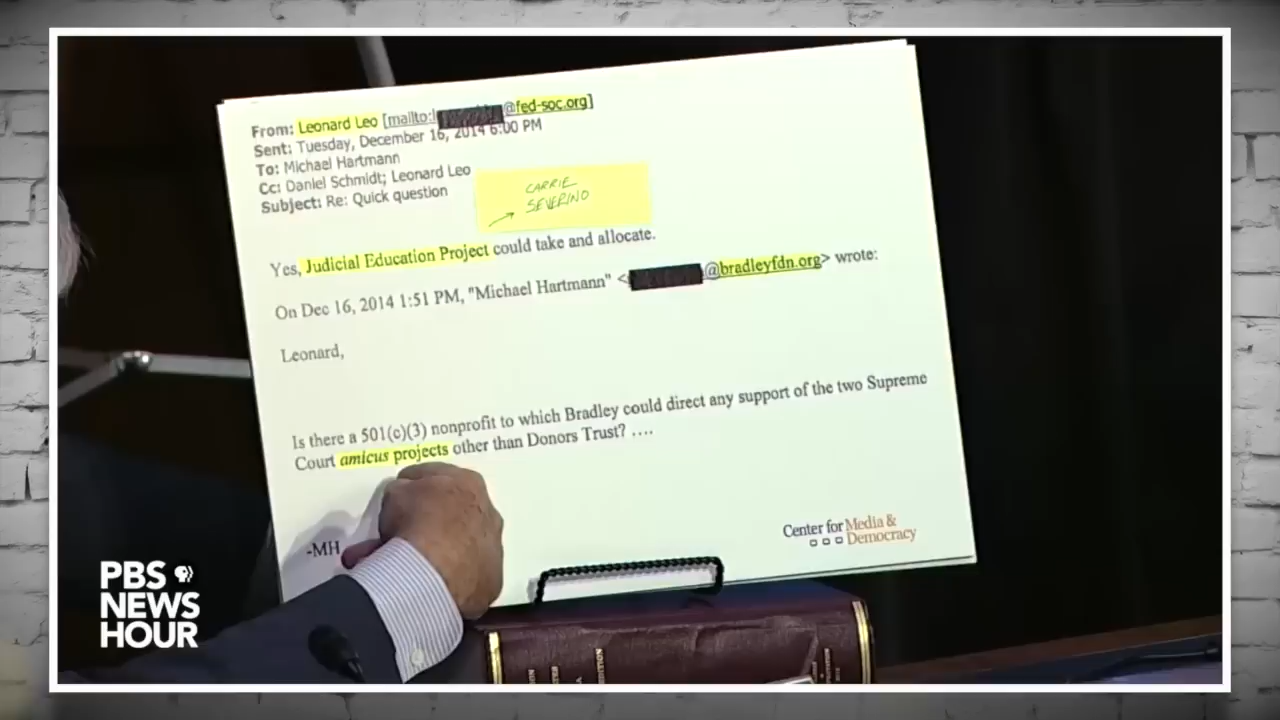 From: Leonard Leo [mailto:l @fed-soc.org]
Sent: Tuesday, December 16, 2014 6:00 PM
To: Michael Hartmann
Cc: Daniel Schmidt; Leonard Leo
Subject: Re: Quick question
CARRIE
SEVERINO
Yes, Judicial Education Project could take and allocate.
On Dec 16, 2014 1:51 PM, "Michael Hartmann" < @bradleyfdn.org> wrote:
Leonard,
Is there a 501(c)(3) nonprofit to which Bradley could direct any support of the two Supreme
Court amicus projects other than Donors Trust? ....
-MH
Center for Media &
Democracy
PBS
NEWS
HOUR